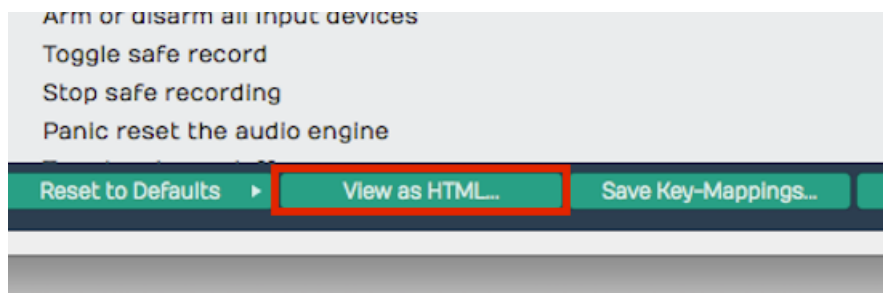 Arm or disarm all input devices
Toggle safe record
Stop safe recording
Panic reset the audio engine
Reset to Defaults View as HTML... Save Key-Mappings...